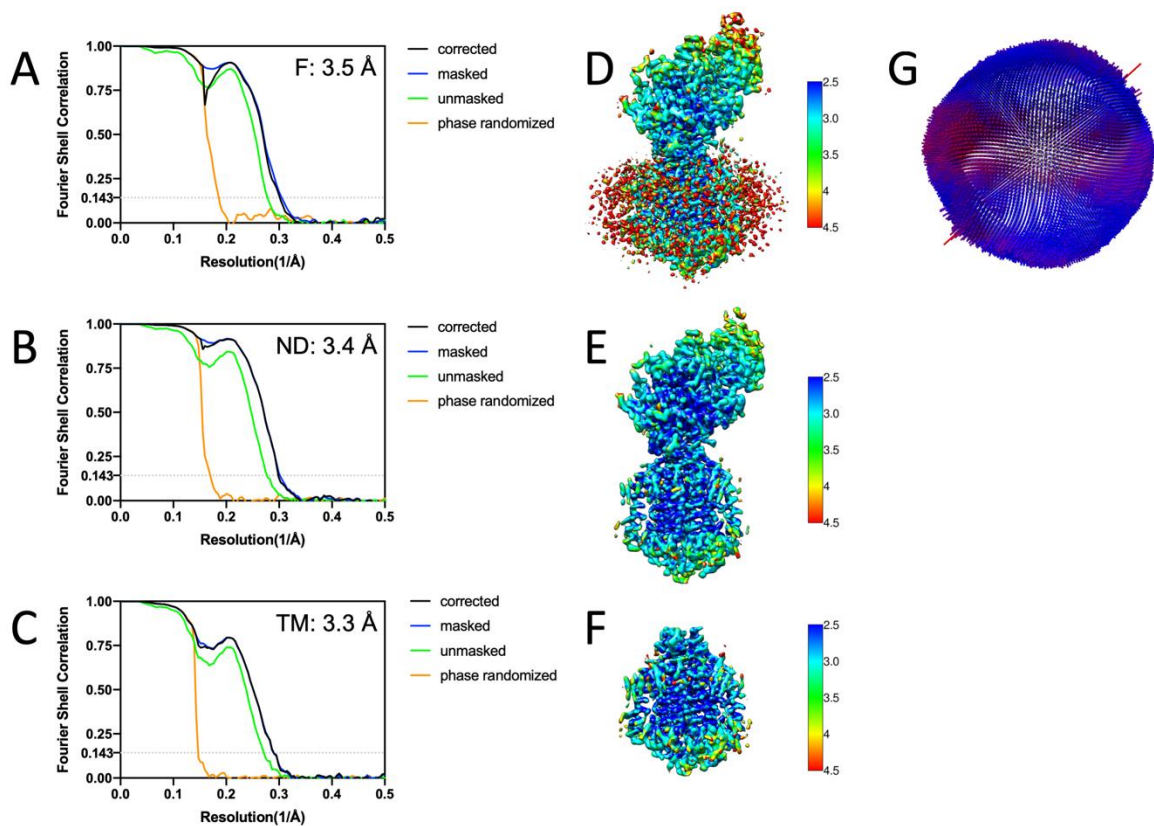 A
F: 3.5 Å
1.00
0.75
0.50
0.25
0.143
0.00
Fourier Shell Correlation
0.0 0.1 0.2 0.3 0.4 0.5
Resolution(1/Å)
corrected
masked
unmasked
phase randomized
D
2.5
3.0
3.5
4.0
4.5
G
B
ND: 3.4 Å
1.00
0.75
0.50
0.25
0.143
0.00
Fourier Shell Correlation
0.0 0.1 0.2 0.3 0.4 0.5
Resolution(1/Å)
corrected
masked
unmasked
phase randomized
E
2.5
3.0
3.5
4.0
4.5
C
TM: 3.3 Å
1.00
0.75
0.50
0.25
0.143
0.00
Fourier Shell Correlation
0.0 0.1 0.2 0.3 0.4 0.5
Resolution(1/Å)
corrected
masked
unmasked
phase randomized
F
2.5
3.0
3.5
4.0
4.5